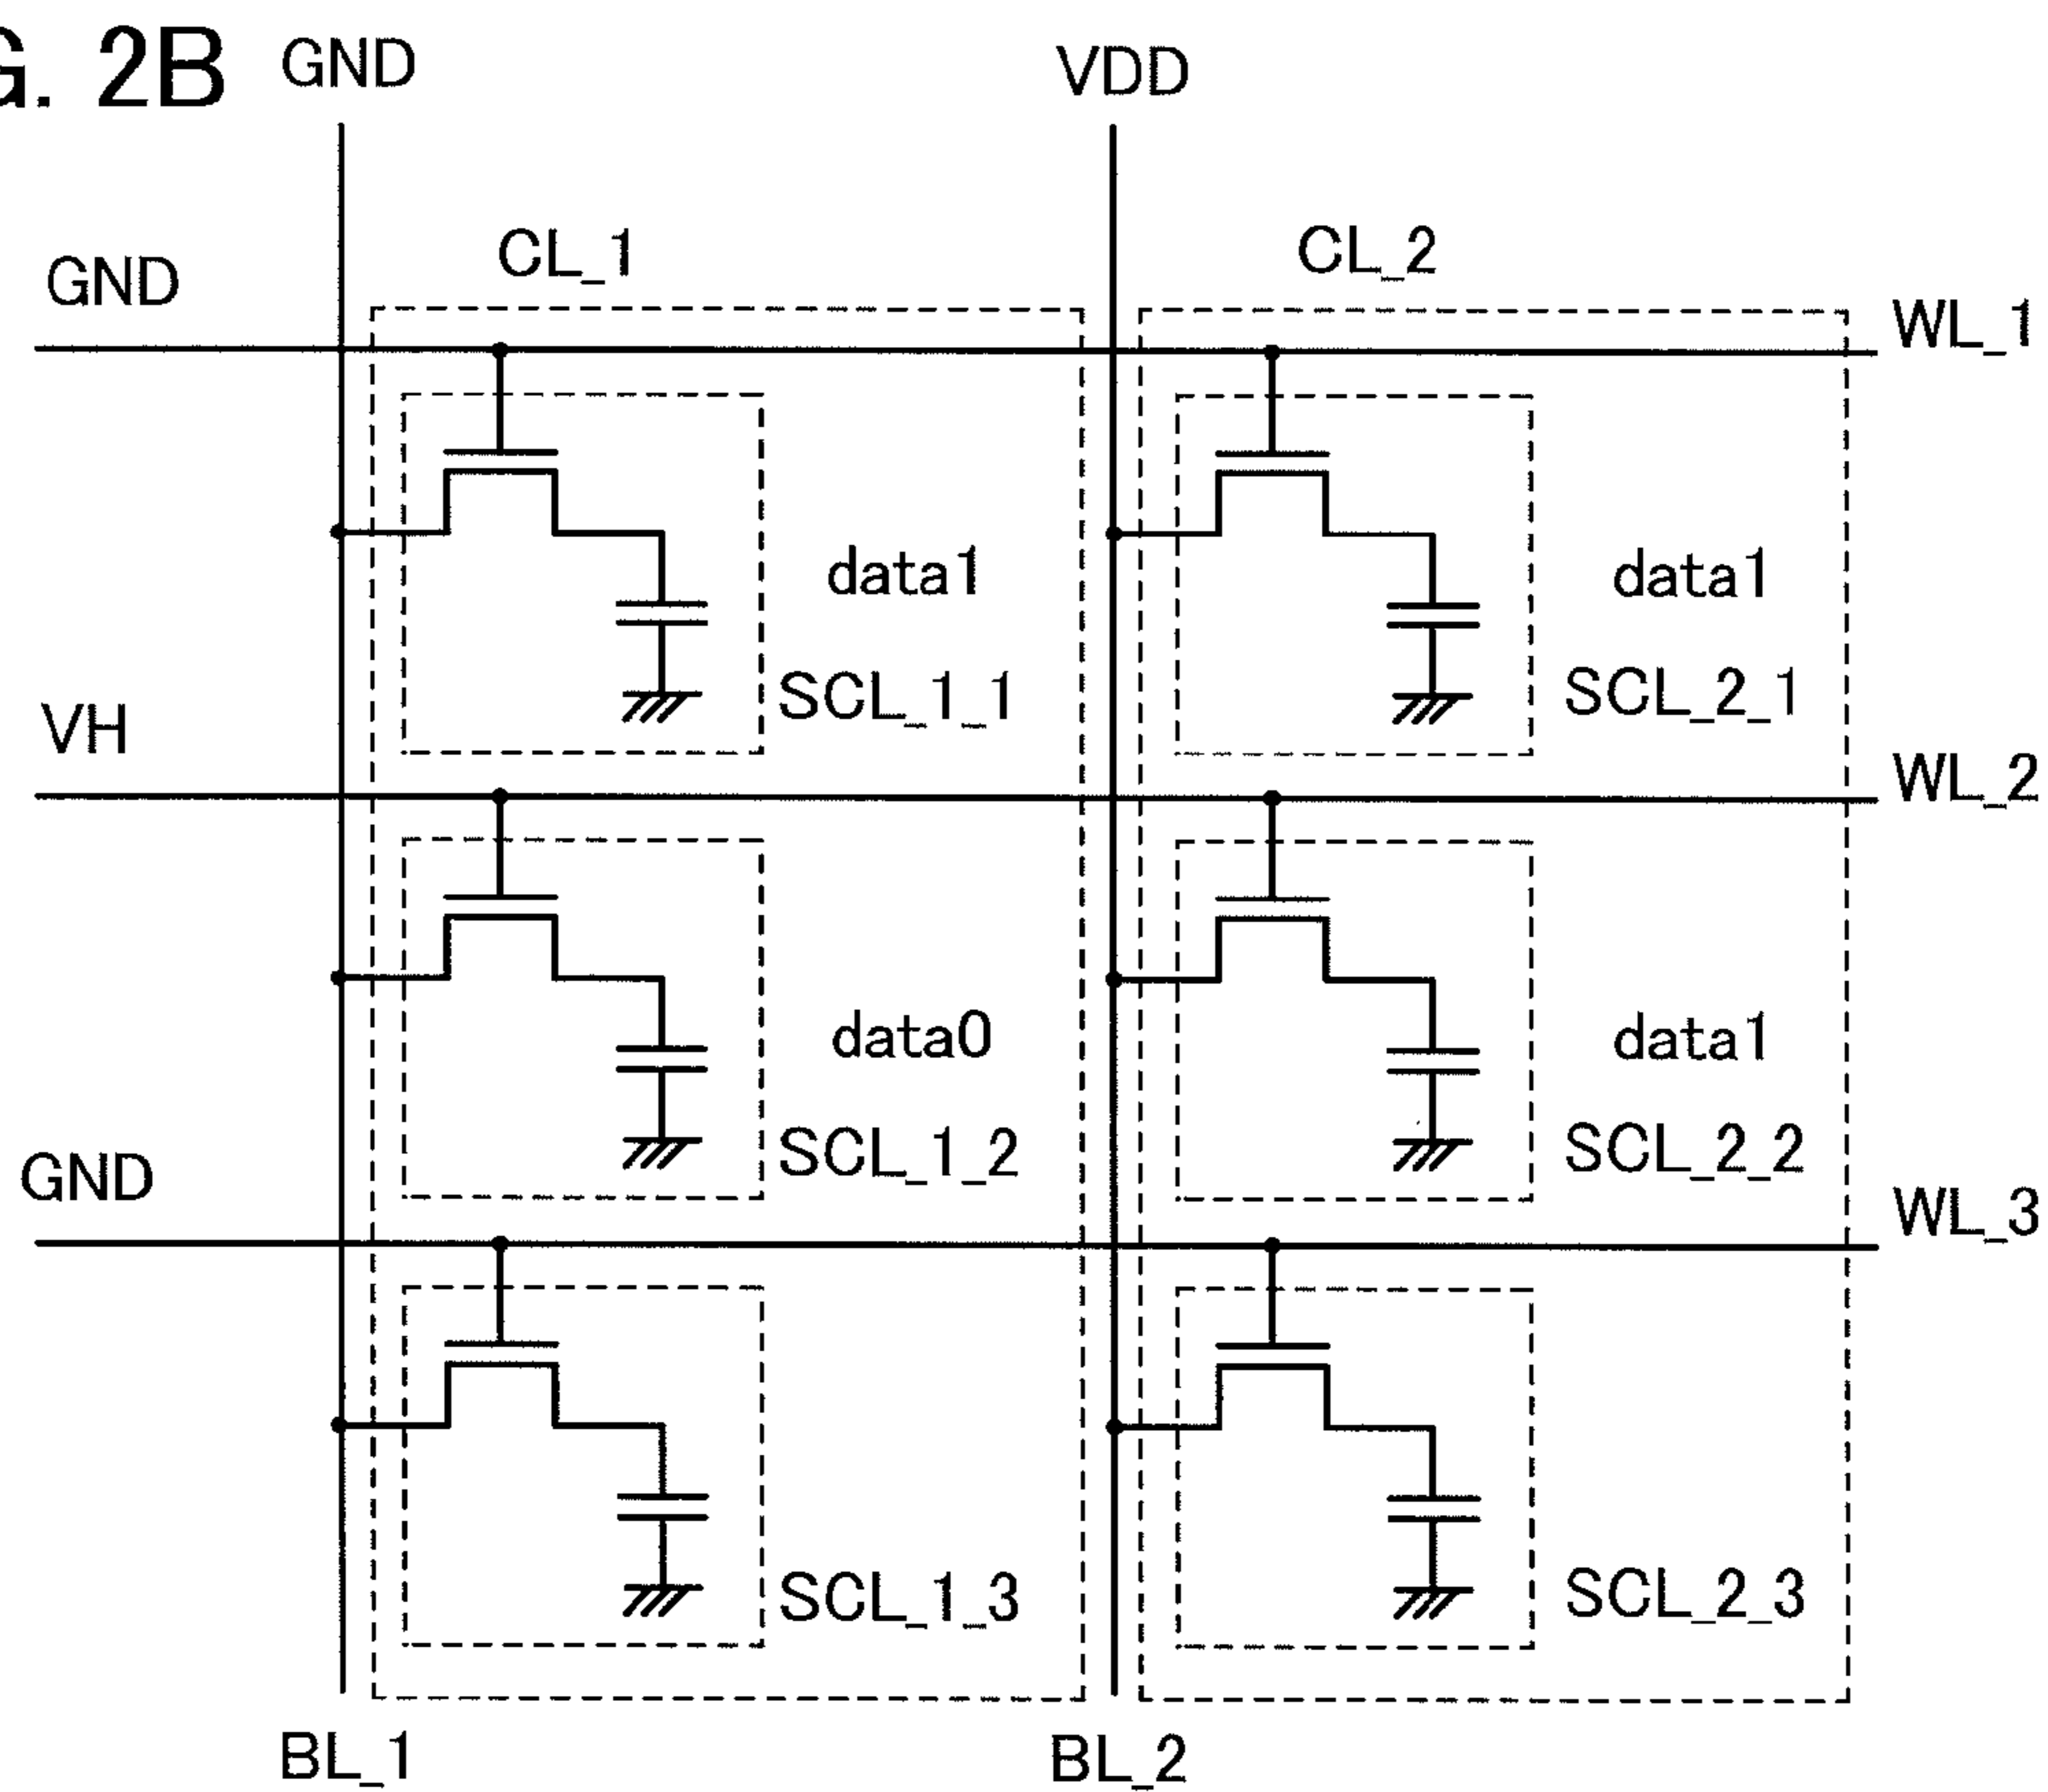 G. 2B
GND
VDD
CL_1
CL_2
GND
WL_1
data1
data1
SCL_1_1
SCL_2_1
VH
WL_2
data0
data1
SCL_1_2
SCL_2_2
GND
WL_3
SCL_1_3
SCL_2_3
BL_1
BL_2